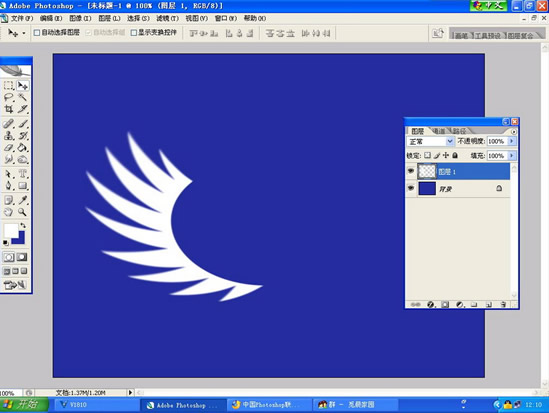 Adobe Photoshop - [未标题-1 @ 100% (图层 1, RGB/8)]
中文
文件(F) 编辑(E) 图像(I) 图层(L) 选择(S) 滤镜(T) 视图(V) 窗口(W) 帮助(H)
自动选择图层 自动选择组 显示变换控件
画笔 工具预设 图层复合
图层 通道 路径
正常 不透明度: 100%
锁定: 填充: 100%
图层 1
背景
100% 文档:1.37M/1.20M
开始 V1810 Adobe Photoshop ... 中国Photoshop联... 12:10